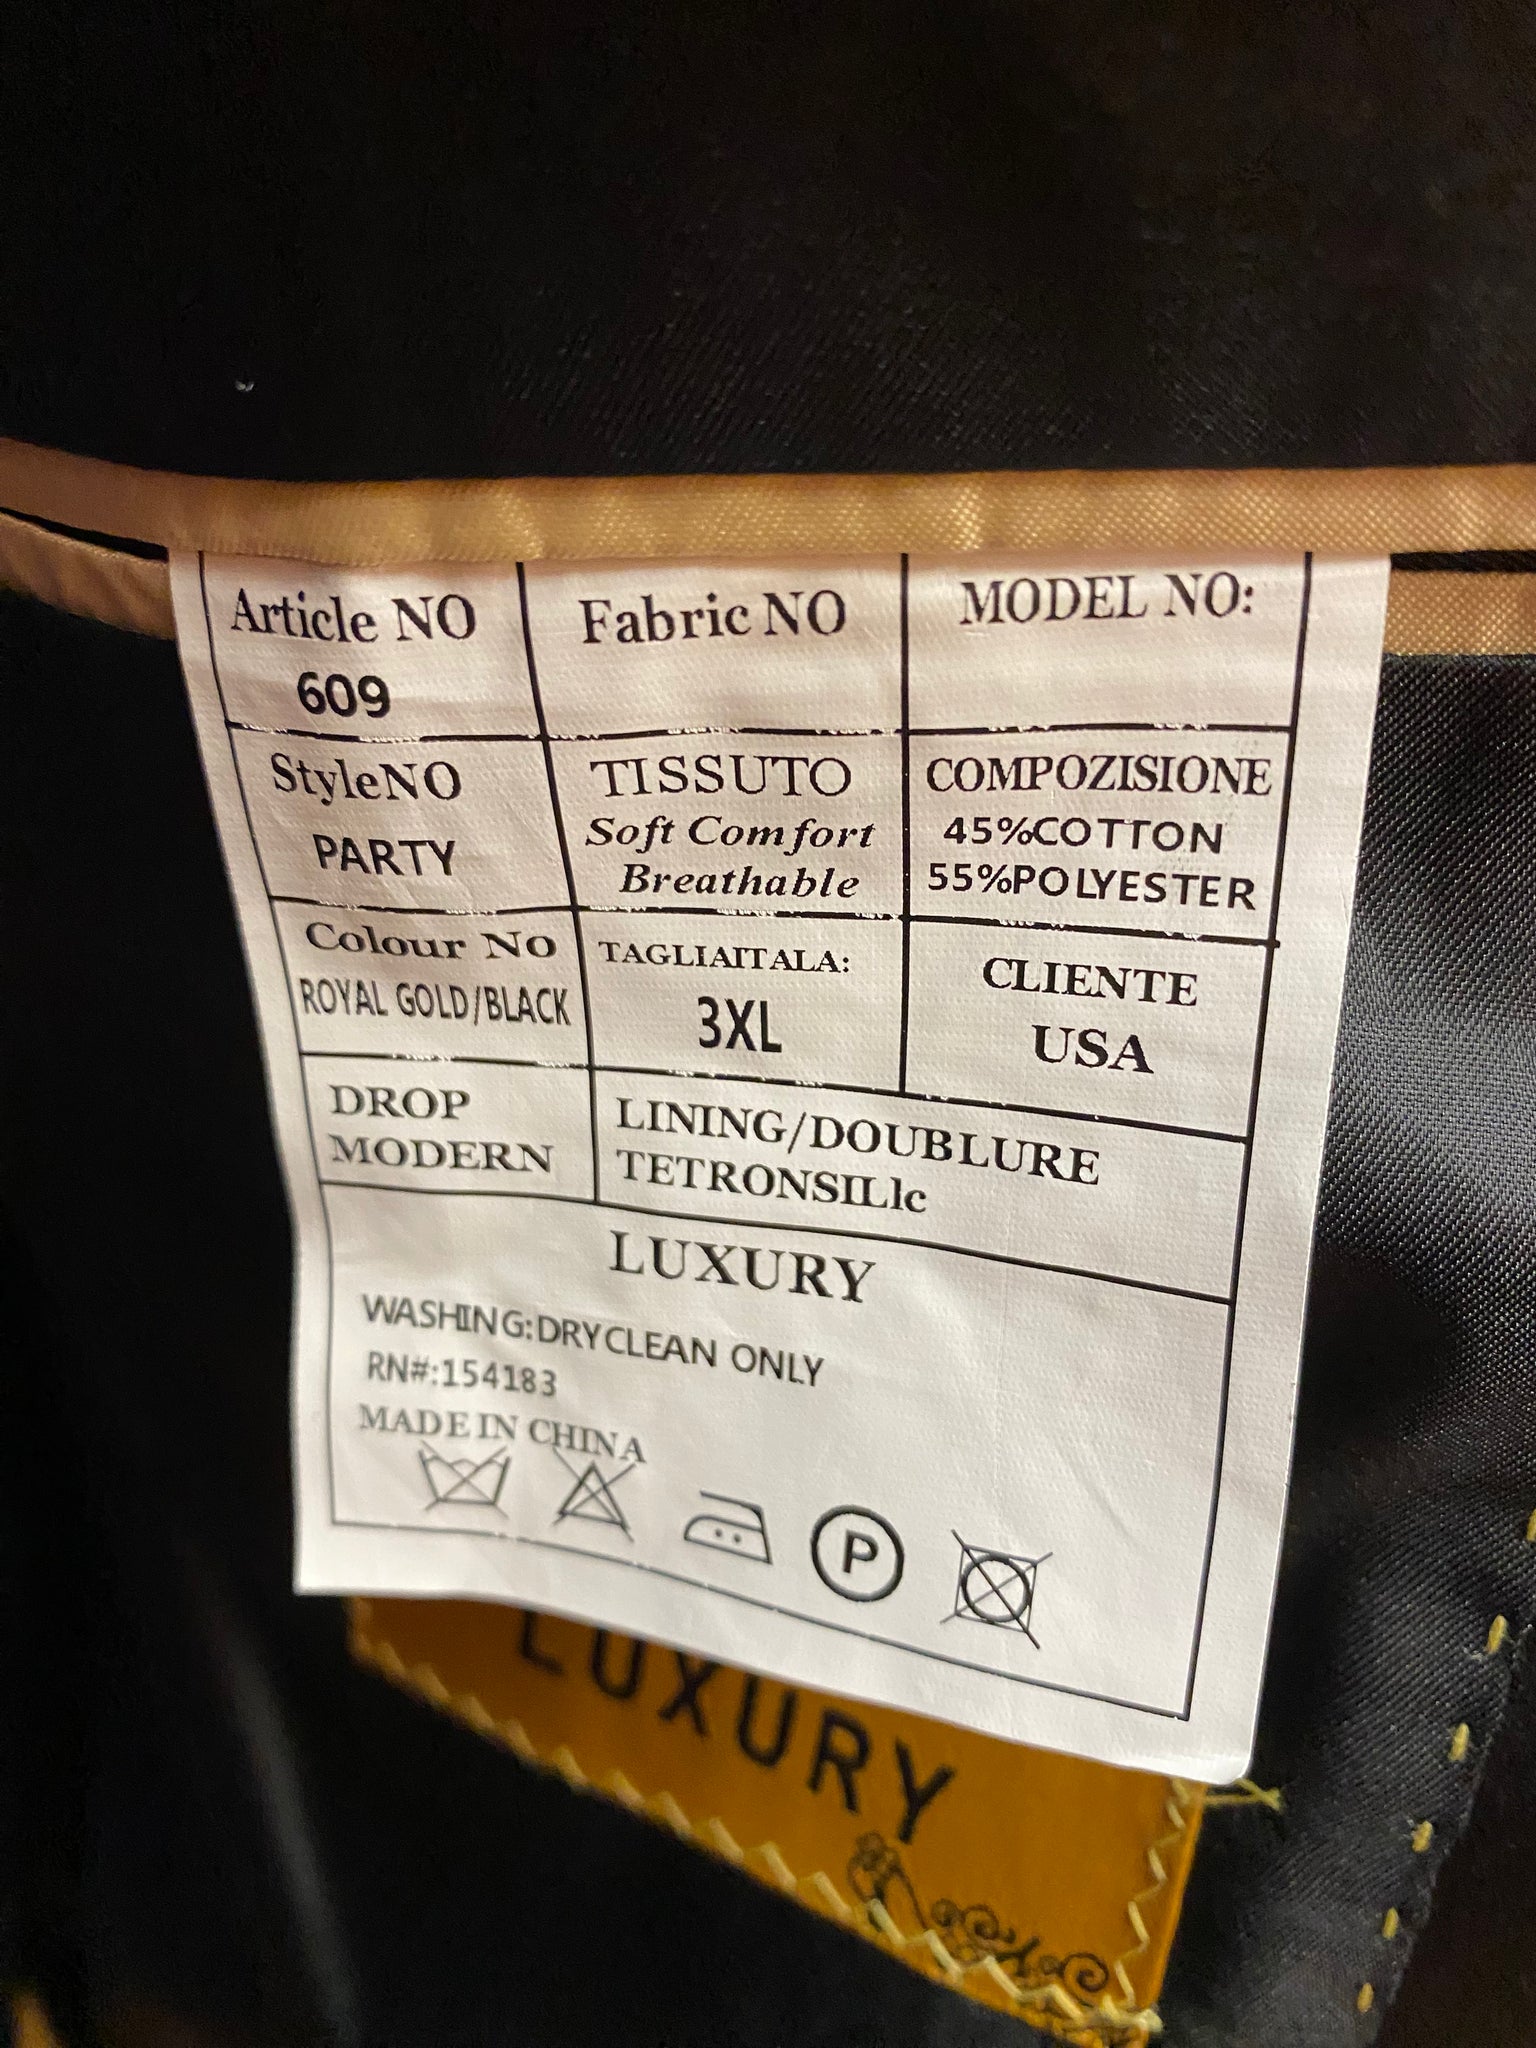 Article NO
609
Fabric NO
MODEL NO:
StyleNO
PARTY
TISSUTO
Soft Comfort
Breathable
COMPOZISIONE
45%COTTON
55%POLYESTER
Colour No
ROYAL GOLD/BLACK
TAGLIAITALA:
3XL
CLIENTE
USA
DROP
MODERN
LINING/DOUBLURE
TETRONSILlc
LUXURY
WASHING:DRYCLEAN ONLY
RN#:154183
MADE IN CHINA
P
LUXURY